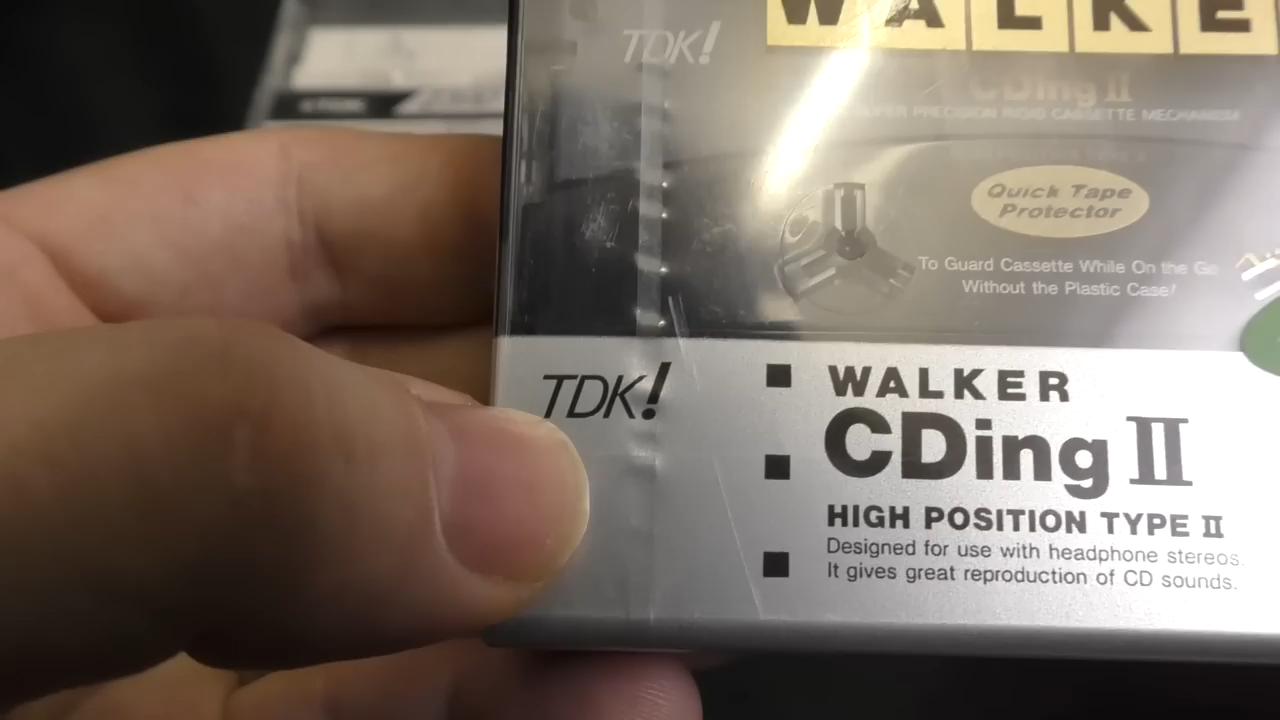 TDK!
WALKE
CDing II
SUPER PRECISION RIGID CASSETTE MECHANISM
Quick Tape
Protector
To Guard Cassette While On the Go
Without the Plastic Case!
TDK!
WALKER
CDing II
HIGH POSITION TYPE II
Designed for use with headphone stereos.
It gives great reproduction of CD sounds.